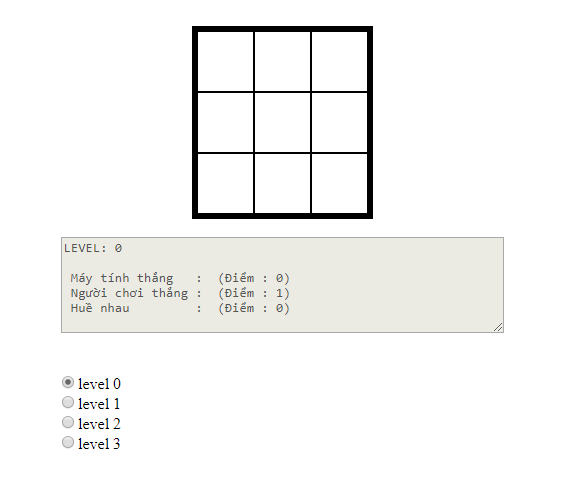 LEVEL: 0
Máy tính thắng : (Điểm : 0)
Người chơi thắng : (Điểm : 1)
Huề nhau : (Điểm : 0)
level 0
level 1
level 2
level 3